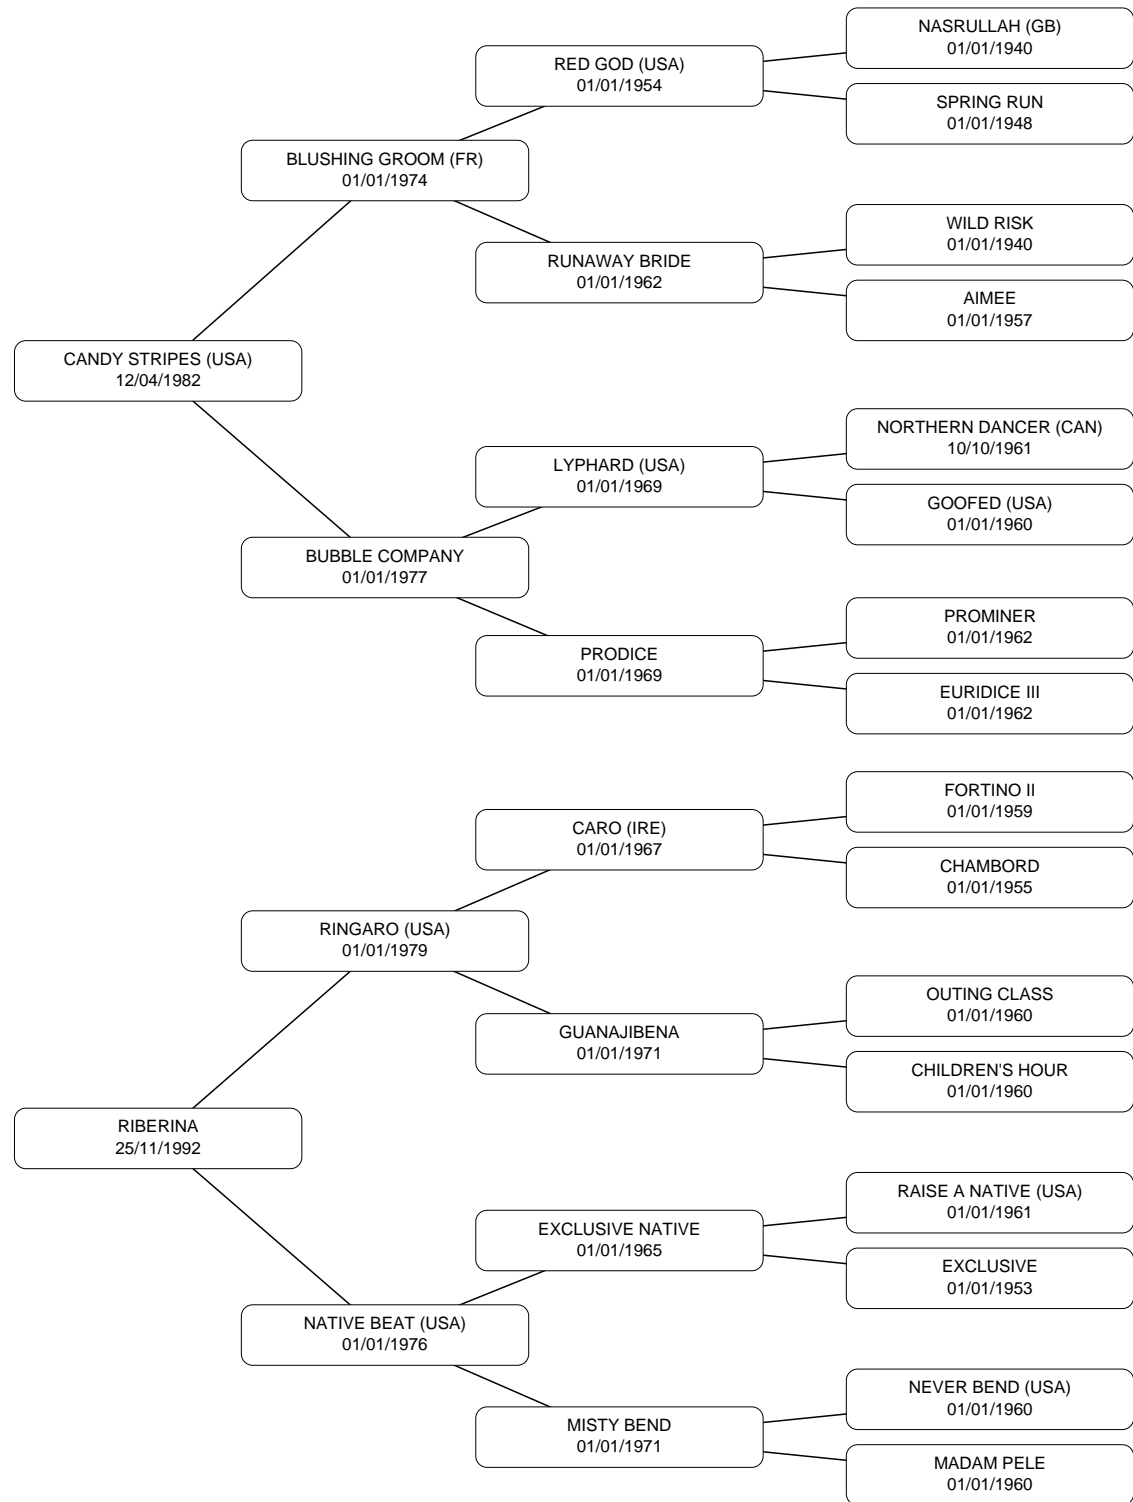 NASRULLAH (GB)
01/01/1940
RED GOD (USA)
01/01/1954
SPRING RUN
01/01/1948
BLUSHING GROOM (FR)
01/01/1974
WILD RISK
01/01/1940
RUNAWAY BRIDE
01/01/1962
AIMEE
01/01/1957
CANDY STRIPES (USA)
12/04/1982
NORTHERN DANCER (CAN)
10/10/1961
LYPHARD (USA)
01/01/1969
GOOFED (USA)
01/01/1960
BUBBLE COMPANY
01/01/1977
PROMINER
01/01/1962
PRODICE
01/01/1969
EURIDICE III
01/01/1962
FORTINO II
01/01/1959
CARO (IRE)
01/01/1967
CHAMBORD
01/01/1955
RINGARO (USA)
01/01/1979
OUTING CLASS
01/01/1960
GUANAJIBENA
01/01/1971
CHILDREN'S HOUR
01/01/1960
RIBERINA
25/11/1992
RAISE A NATIVE (USA)
01/01/1961
EXCLUSIVE NATIVE
01/01/1965
EXCLUSIVE
01/01/1953
NATIVE BEAT (USA)
01/01/1976
NEVER BEND (USA)
01/01/1960
MISTY BEND
01/01/1971
MADAM PELE
01/01/1960